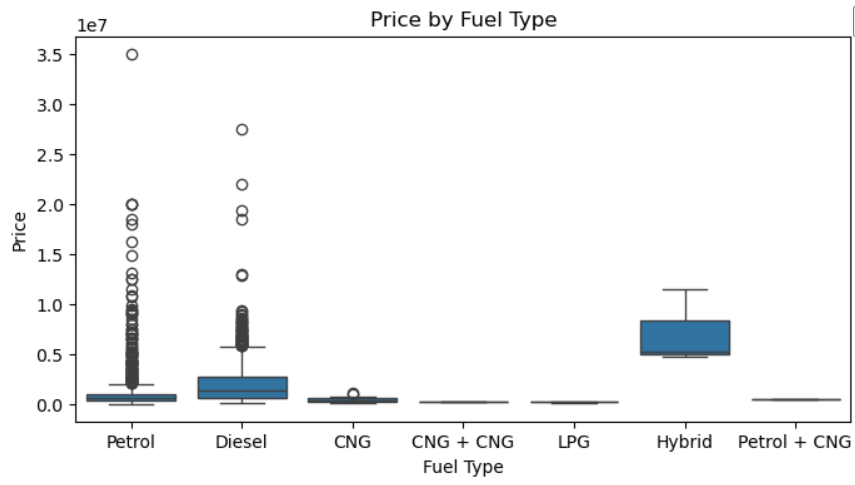 Price by Fuel Type
1e7
3.5
3.0
2.5
2.0
1.5
1.0
0.5
0.0
Price
Petrol Diesel CNG CNG + CNG LPG Hybrid Petrol + CNG
Fuel Type